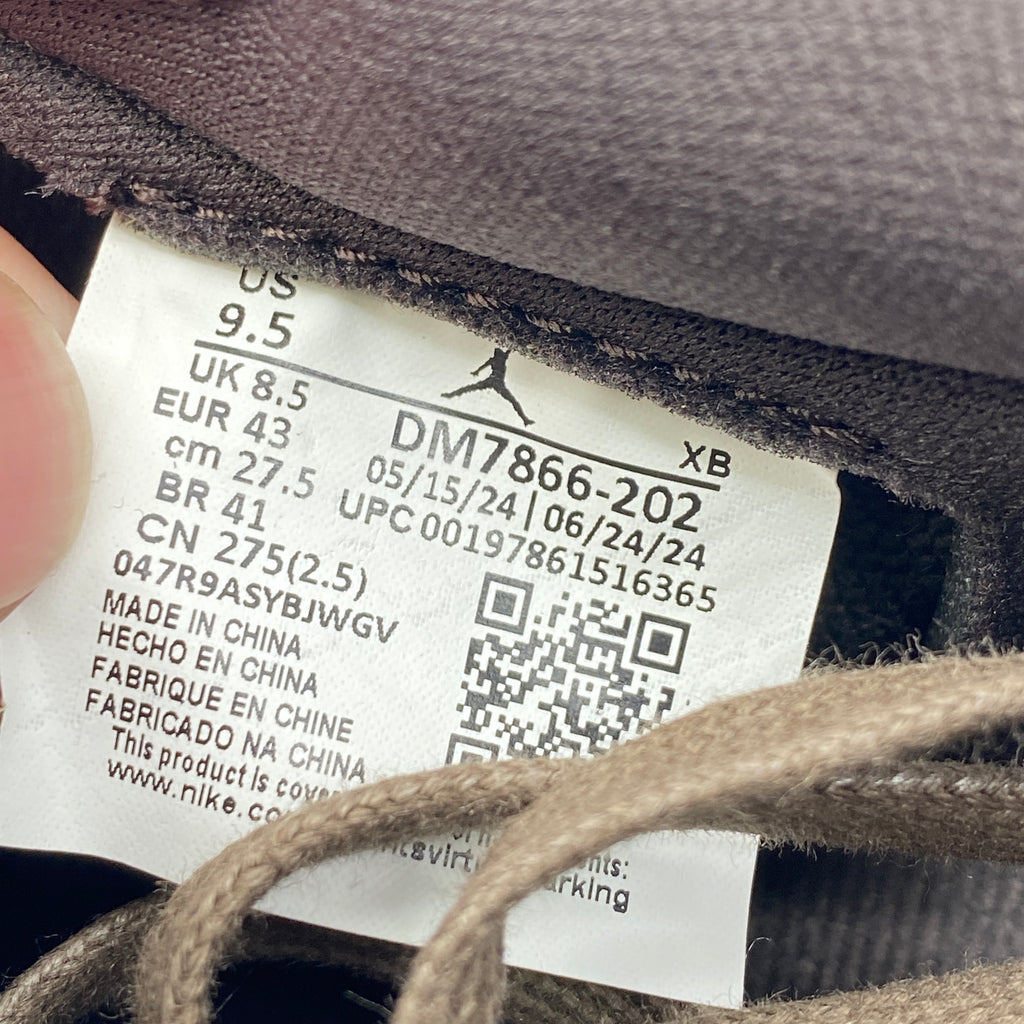 US
9.5
XB
UK 8.5
EUR 43
cm 27.5
BR 41
CN 275(2.5)
DM7866-202
05/15/24 | 06/24/24
UPC 00197861516365
047R9ASYBJWGV
MADE IN CHINA
HECHO EN CHINA
FABRIQUE EN CHINE
FABRICADO NA CHINA
This product is
www.nike.